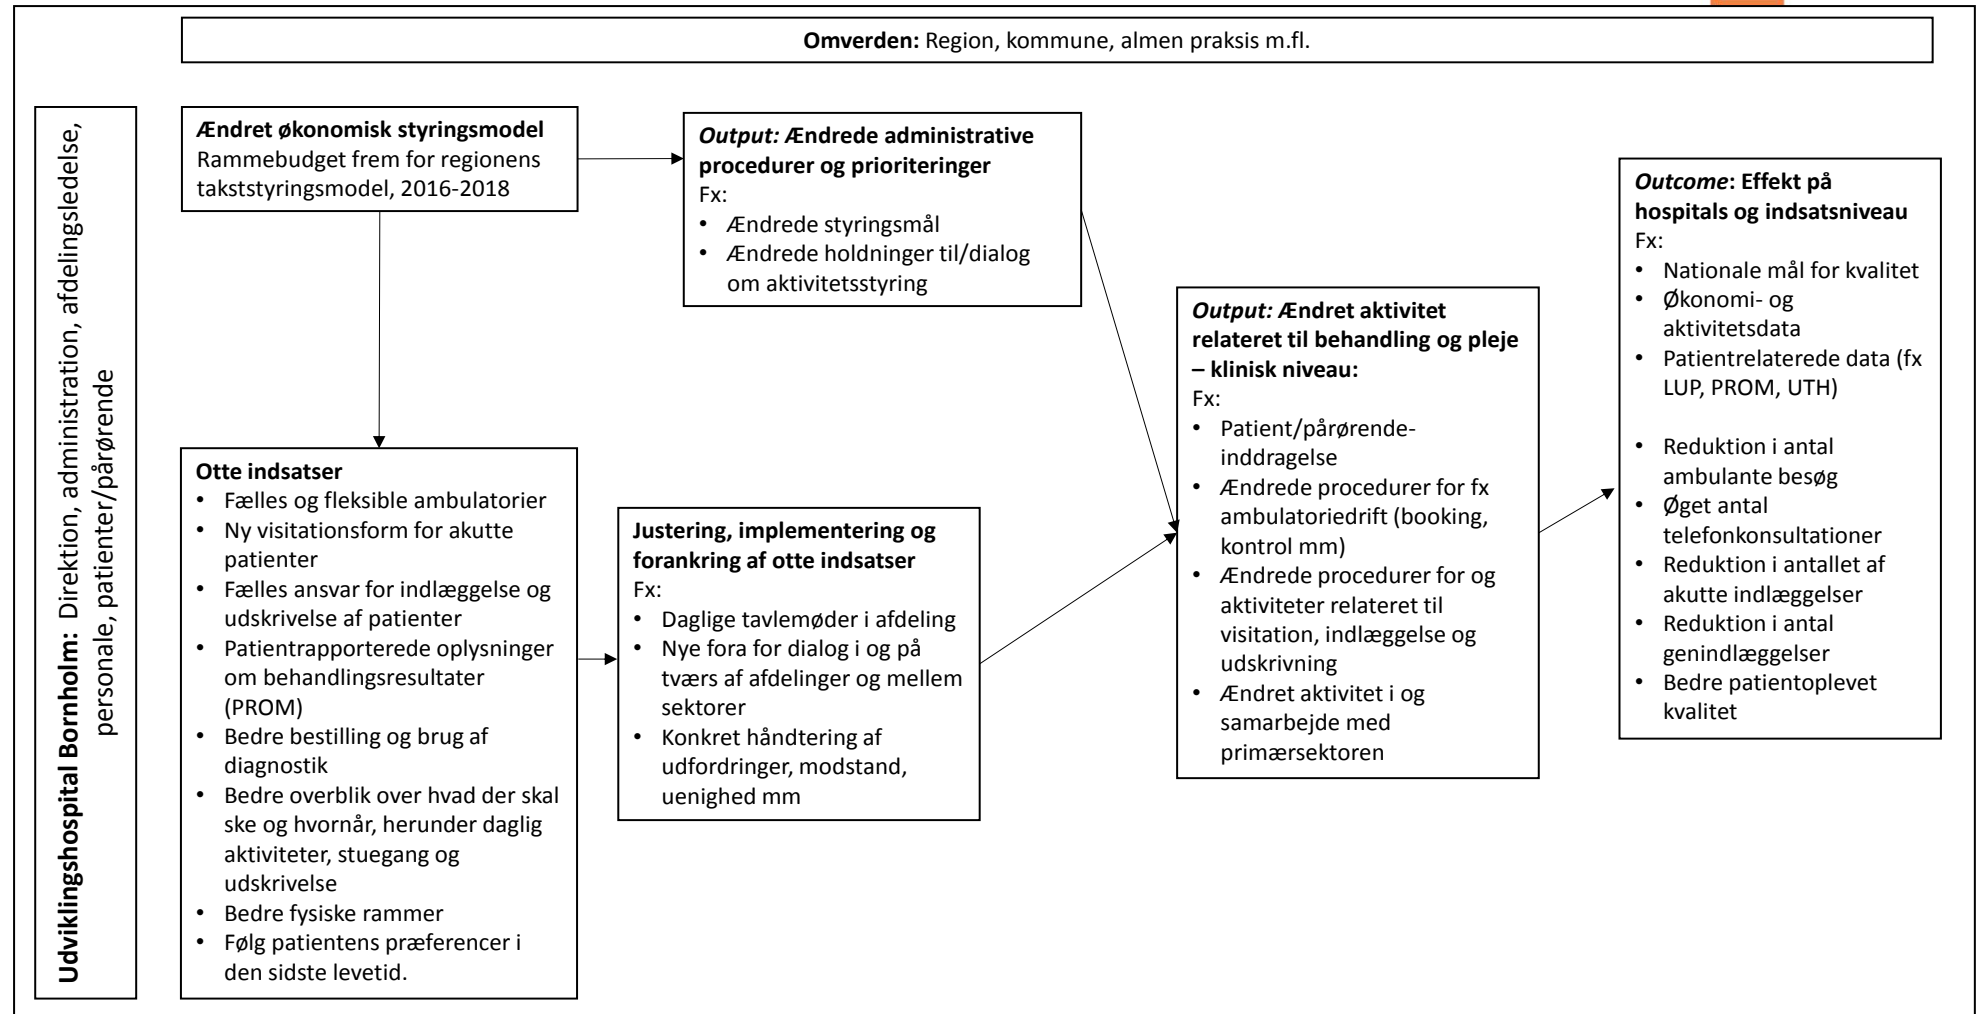 Omverden: Region, kommune, almen praksis m.fl.
Udviklingshospital Bornholm: Direktion, administration, afdelingsledelse,
personale, patienter/pårørende
Ændret økonomisk styringsmodel
Rammebudget frem for regionens
takststyringsmodel, 2016-2018
Output: Ændrede administrative
procedurer og prioriteringer
Fx:
• Ændrede styringsmål
• Ændrede holdninger til/dialog
om aktivitetsstyring
Otte indsatser
• Fælles og fleksible ambulatorier
• Ny visitationsform for akutte
patienter
• Fælles ansvar for indlæggelse og
udskrivelse af patienter
• Patientrapporterede oplysninger
om behandlingsresultater
(PROM)
• Bedre bestilling og brug af
diagnostik
• Bedre overblik over hvad der skal
ske og hvornår, herunder daglig
aktiviteter, stuegang og
udskrivelse
• Bedre fysiske rammer
• Følg patientens præferencer i
den sidste levetid.
Justering, implementering og
forankring af otte indsatser
Fx:
• Daglige tavlemøder i afdeling
• Nye fora for dialog i og på
tværs af afdelinger og mellem
sektorer
• Konkret håndtering af
udfordringer, modstand,
uenighed mm
Output: Ændret aktivitet
relateret til behandling og pleje
– klinisk niveau:
Fx:
• Patient/pårørende-
inddragelse
• Ændrede procedurer for fx
ambulatoriedrift (booking,
kontrol mm)
• Ændrede procedurer for og
aktiviteter relateret til
visitation, indlæggelse og
udskrivning
• Ændret aktivitet i og
samarbejde med
primærsektoren
Outcome: Effekt på
hospitals og indsatsniveau
Fx:
• Nationale mål for kvalitet
• Økonomi- og
aktivitetsdata
• Patientrelaterede data (fx
LUP, PROM, UTH)
• Reduktion i antal
ambulante besøg
• Øget antal
telefonkonsultationer
• Reduktion i antallet af
akutte indlæggelser
• Reduktion i antal
genindlæggelser
• Bedre patientoplevet
kvalitet